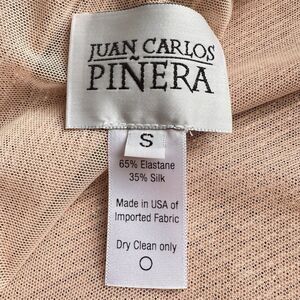 JUAN CARLOS
PIÑERA
S
65% Elastane
35% Silk
Made in USA of
Imported Fabric
Dry Clean only